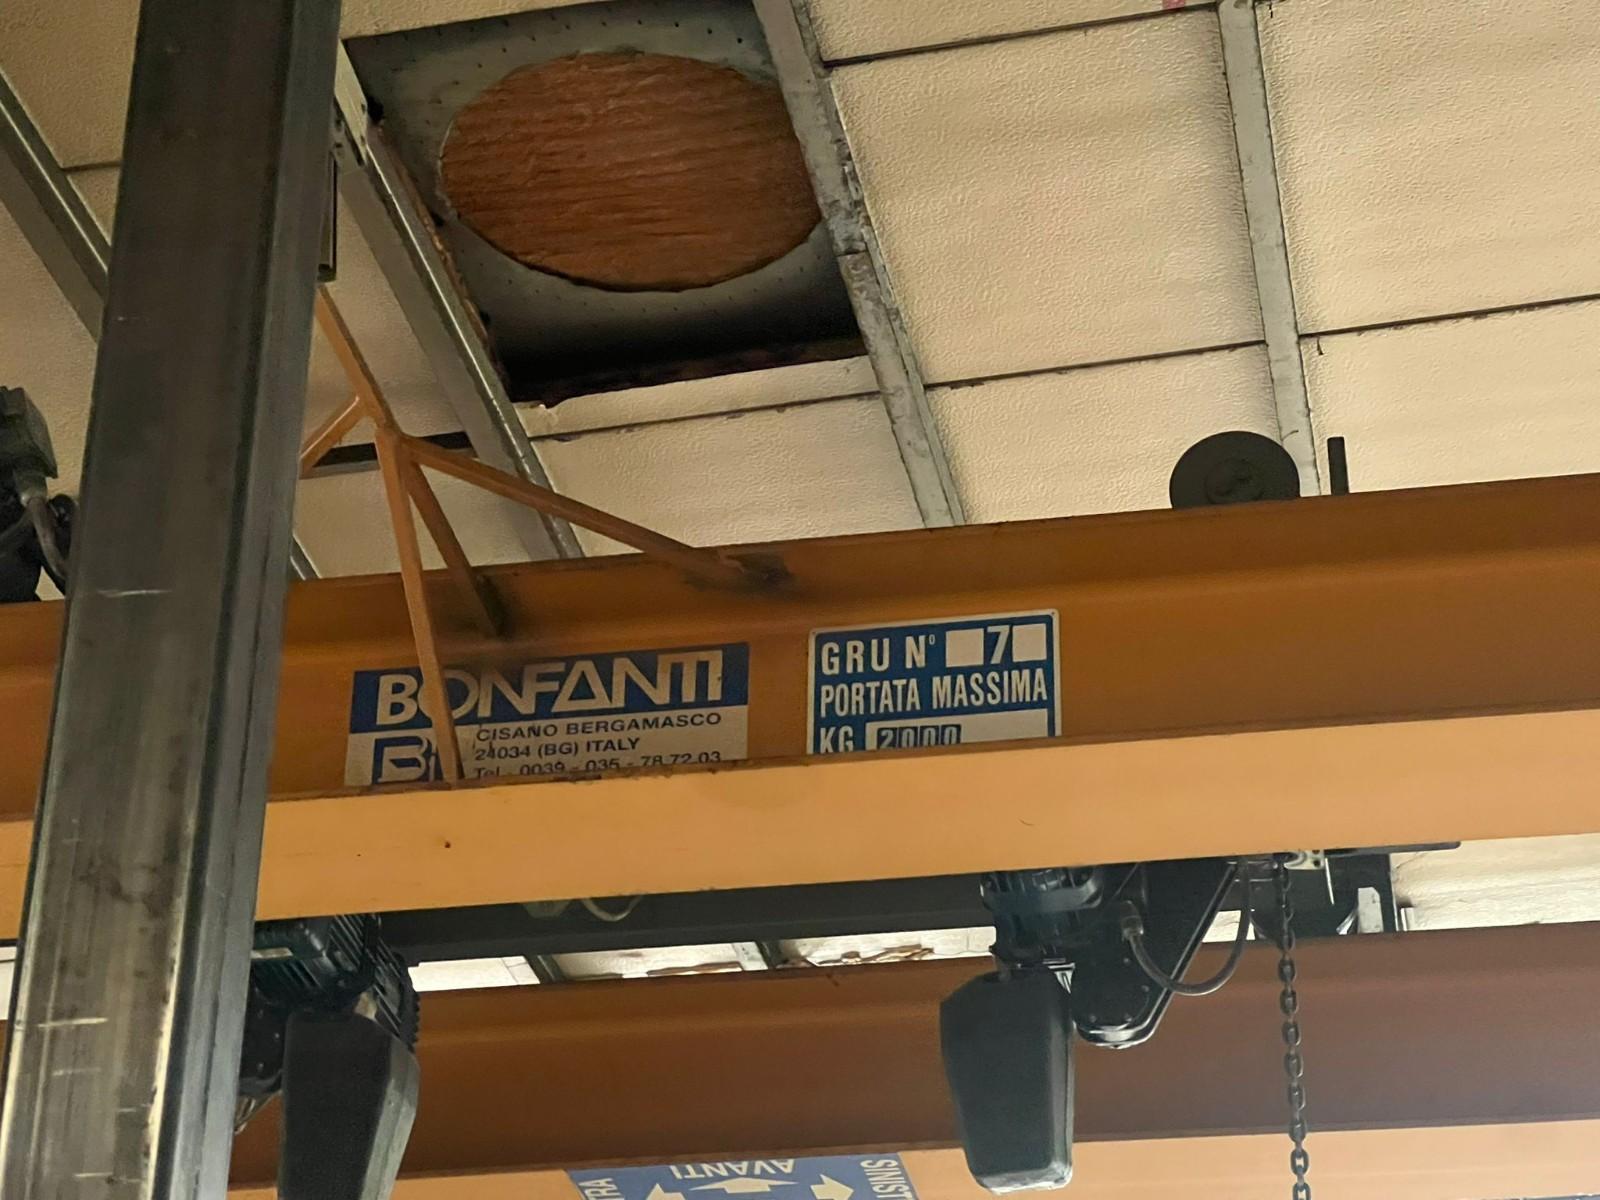 BONFANTI
CISANO BERGAMASCO
24034 (BG) ITALY
Tel. 0039 - 035 - 78.72.03
GRU N° 7
PORTATA MASSIMA
KG 2000
AVANTI